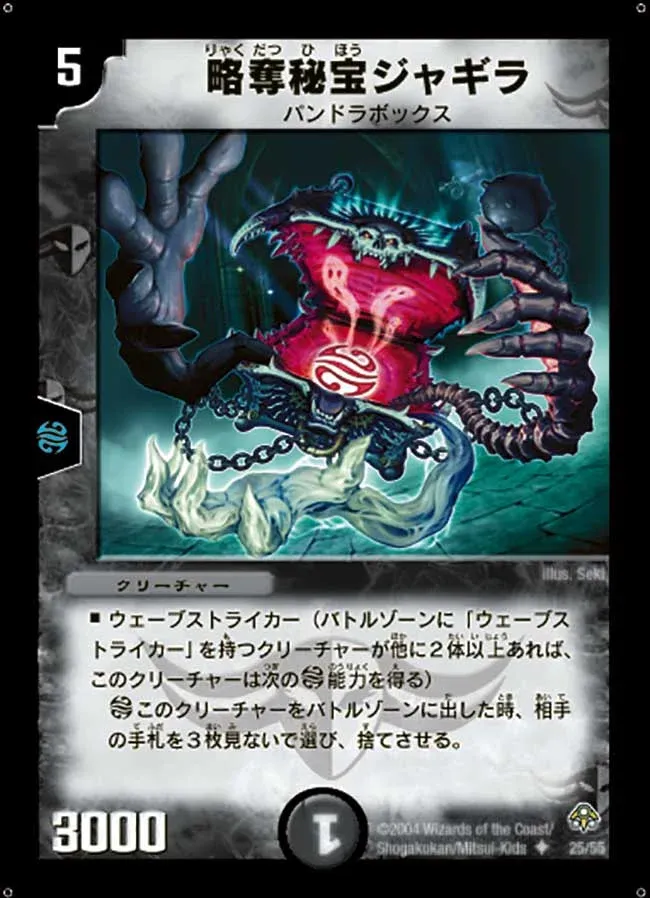 5
りゃくだつひほう
略奪秘宝ジャギラ
パンドラボックス
illus. Seki
クリーチャー
■ ウェーブストライカー(バトルゾーンに「ウェーブス
トライカー」を持つクリーチャーが他に2体以上あれば、
このクリーチャーは次の能力を得る)
このクリーチャーをバトルゾーンに出した時、相手
の手札を3枚見ないで選び、捨てさせる。
3000
1
©2004 Wizards of the Coast/
Shogakukan/Mitsui-Kids
25/55